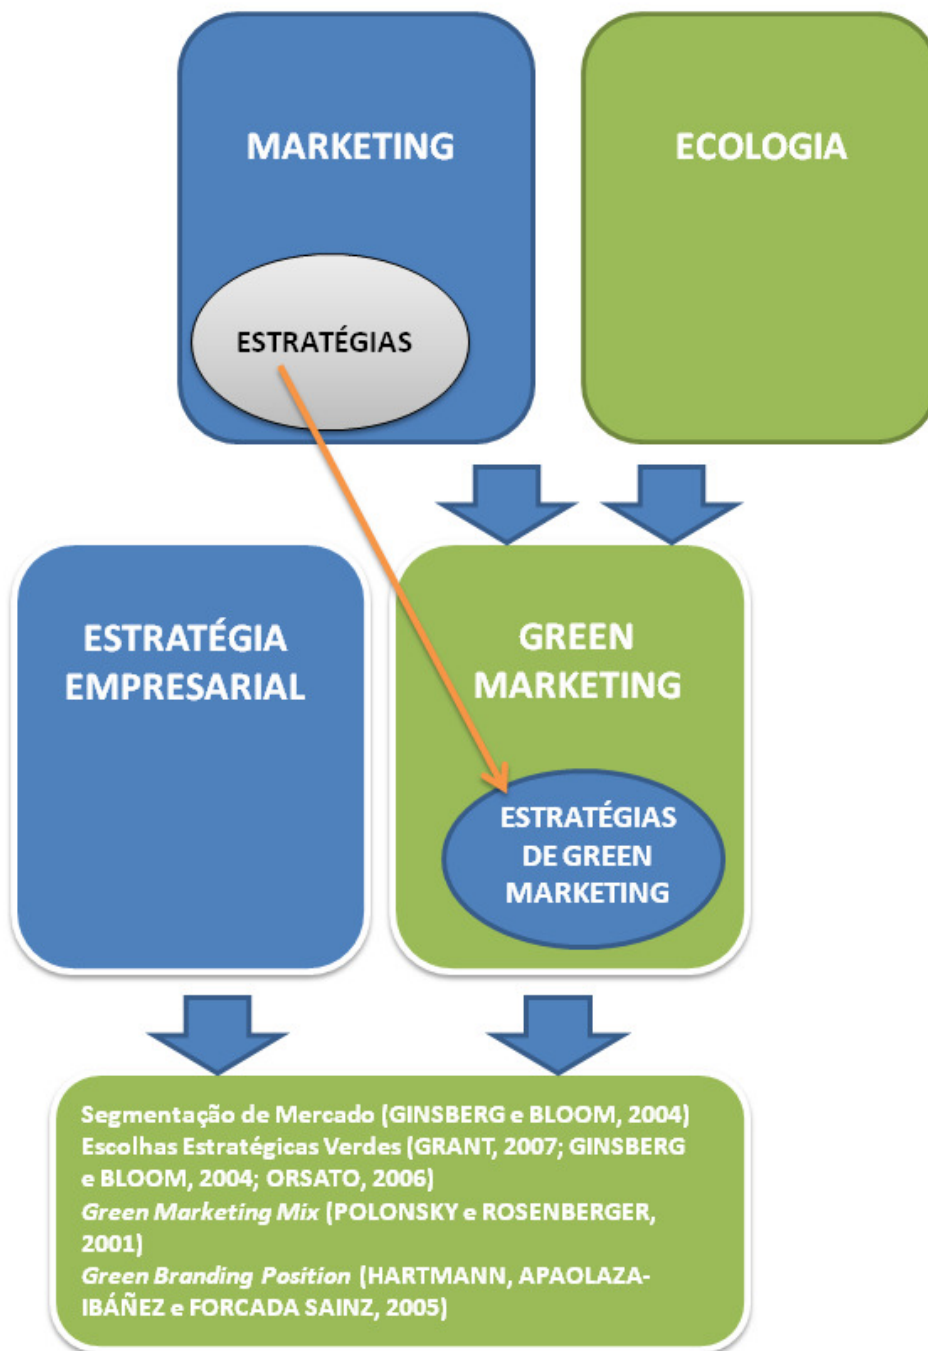 MARKETING
ECOLOGIA
ESTRATÉGIAS
ESTRATÉGIA
EMPRESARIAL
GREEN
MARKETING
ESTRATÉGIAS
DE GREEN
MARKETING
Segmentação de Mercado (GINSBERG e BLOOM, 2004)
Escolhas Estratégicas Verdes (GRANT, 2007; GINSBERG
e BLOOM, 2004; ORSATO, 2006)
Green Marketing Mix (POLONSKY e ROSENBERGER,
2001)
Green Branding Position (HARTMANN, APAOLAZA-
IBÁÑEZ e FORCADA SAINZ, 2005)